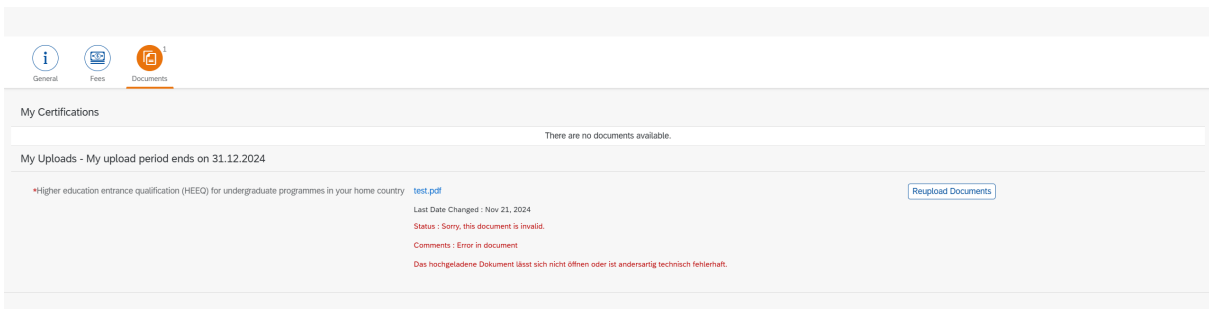 1
General Fees Documents
My Certifications
There are no documents available.
My Uploads - My upload period ends on 31.12.2024
*Higher education entrance qualification (HEEQ) for undergraduate programmes in your home country test.pdf Reupload Documents
Last Date Changed : Nov 21, 2024
Status : Sorry, this document is invalid.
Comments : Error in document
Das hochgeladene Dokument lässt sich nicht öffnen oder ist andersartig technisch fehlerhaft.